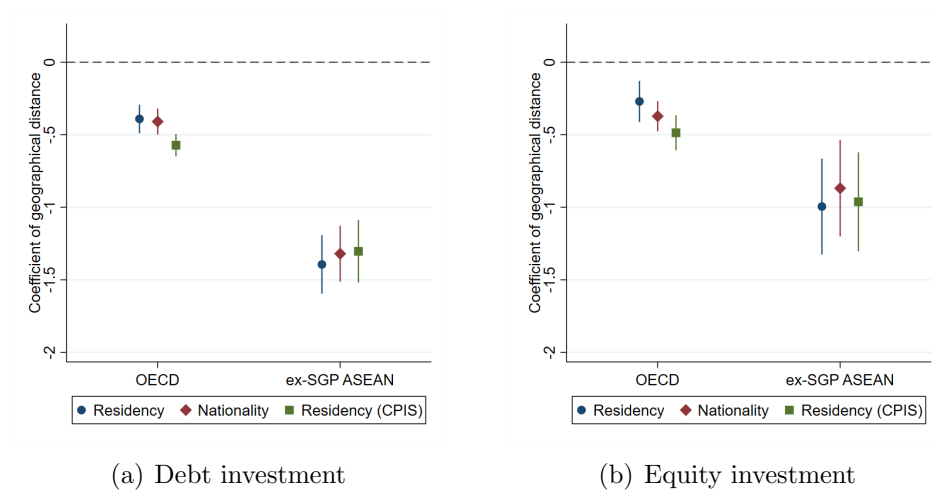 Coefficient of geographical distance
0
-.5
-1
-1.5
-2
OECD
ex-SGP ASEAN
Residency Nationality Residency (CPIS)
(a) Debt investment
Coefficient of geographical distance
0
-.5
-1
-1.5
-2
OECD
ex-SGP ASEAN
Residency Nationality Residency (CPIS)
(b) Equity investment